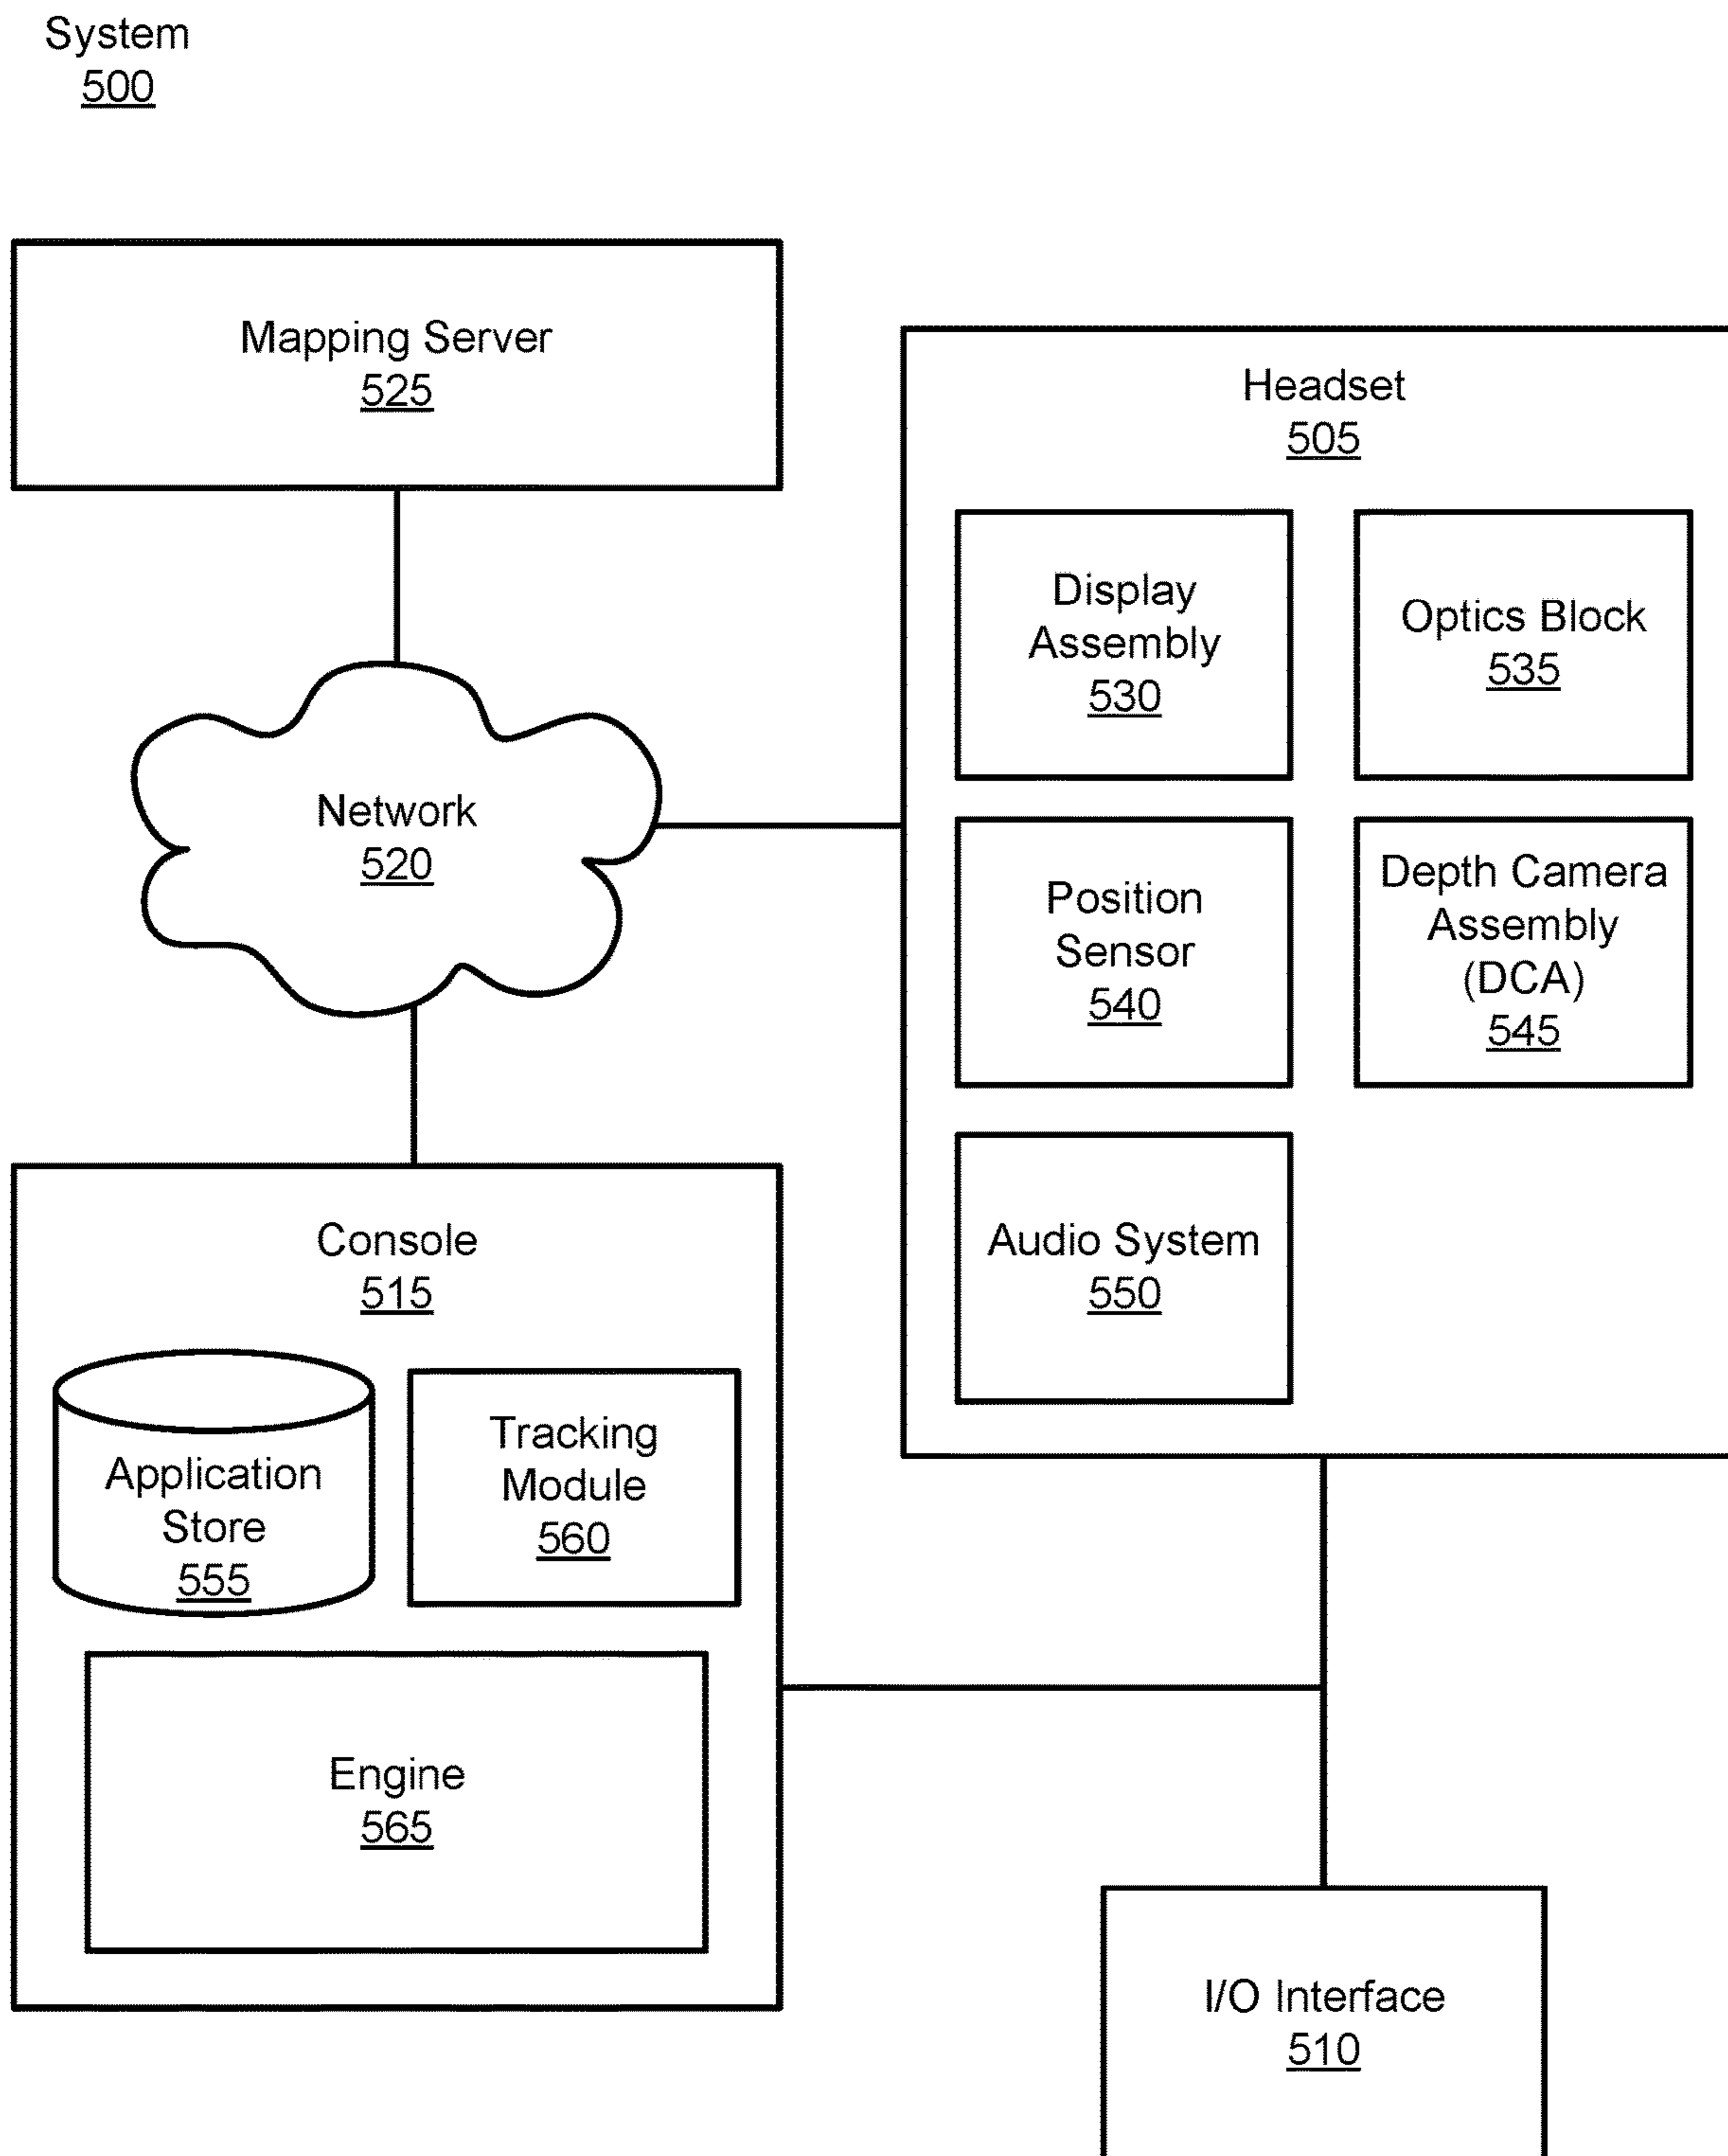 System
500
Mapping Server
525
Headset
505
Display
Assembly
530
Optics Block
535
Network
520
Position
Sensor
540
Depth Camera
Assembly
(DCA)
545
Audio System
550
Console
515
Application
Store
555
Tracking
Module
560
Engine
565
I/O Interface
510